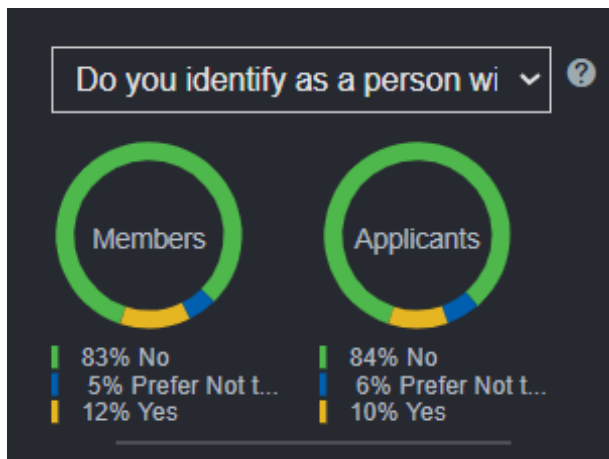 Do you identify as a person wi
?
Members
Applicants
83% No
5% Prefer Not t...
12% Yes
84% No
6% Prefer Not t...
10% Yes